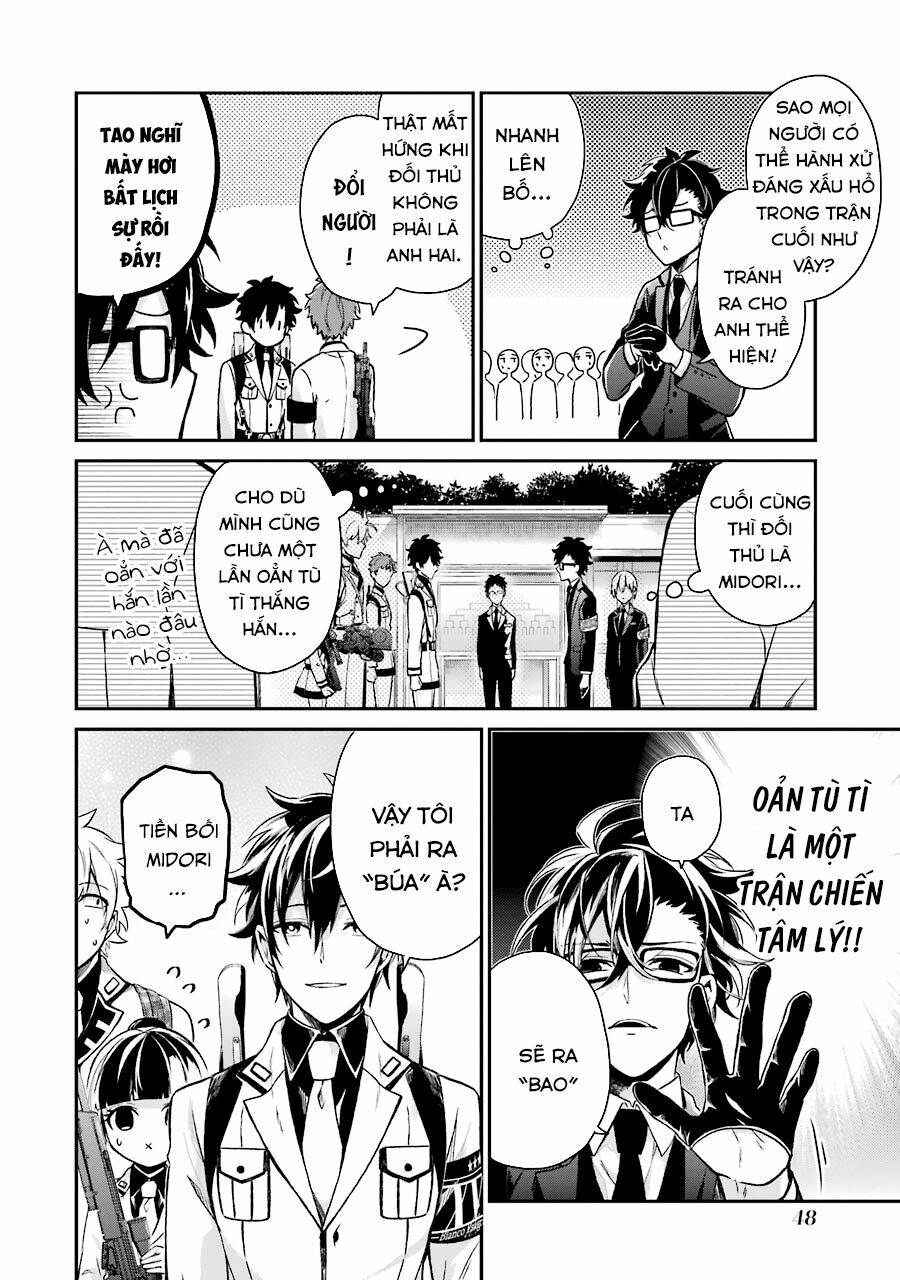 SAO MỌI
NGƯỜI CÓ
THỂ HÀNH XỬ
ĐÁNG XẤU HỔ
TRONG TRẬN
CUỐI NHƯ
VẬY?
TRÁNH
RA CHO
ANH THỂ
HIỆN!
NHANH
LÊN
BỐ...
THẬT MẤT
HỨNG KHI
ĐỐI THỦ
KHÔNG
PHẢI LÀ
ANH HAI.
ĐỔI
NGƯỜI
!
TAO NGHĨ
MÀY HƠI
BẤT LỊCH
SỰ RỒI
ĐẤY!
CUỐI CÙNG
THÌ ĐỐI
THỦ LÀ
MIDORI...
CHO DÙ
MÌNH CŨNG
CHƯA MỘT
LẦN OẲN TÙ
TÌ THẮNG
HẮN...
À mà đã
oẳn với
hắn lần
nào đâu
nhờ...
OẢN TÙ TÌ
LÀ MỘT
TRẬN CHIẾN
TÂM LÝ!!
TA
SẼ RA
"BAO"
VẬY TÔI
PHẢI RA
"BÚA" À?
TIỀN BỐI
MIDORI
...
Blanco
48